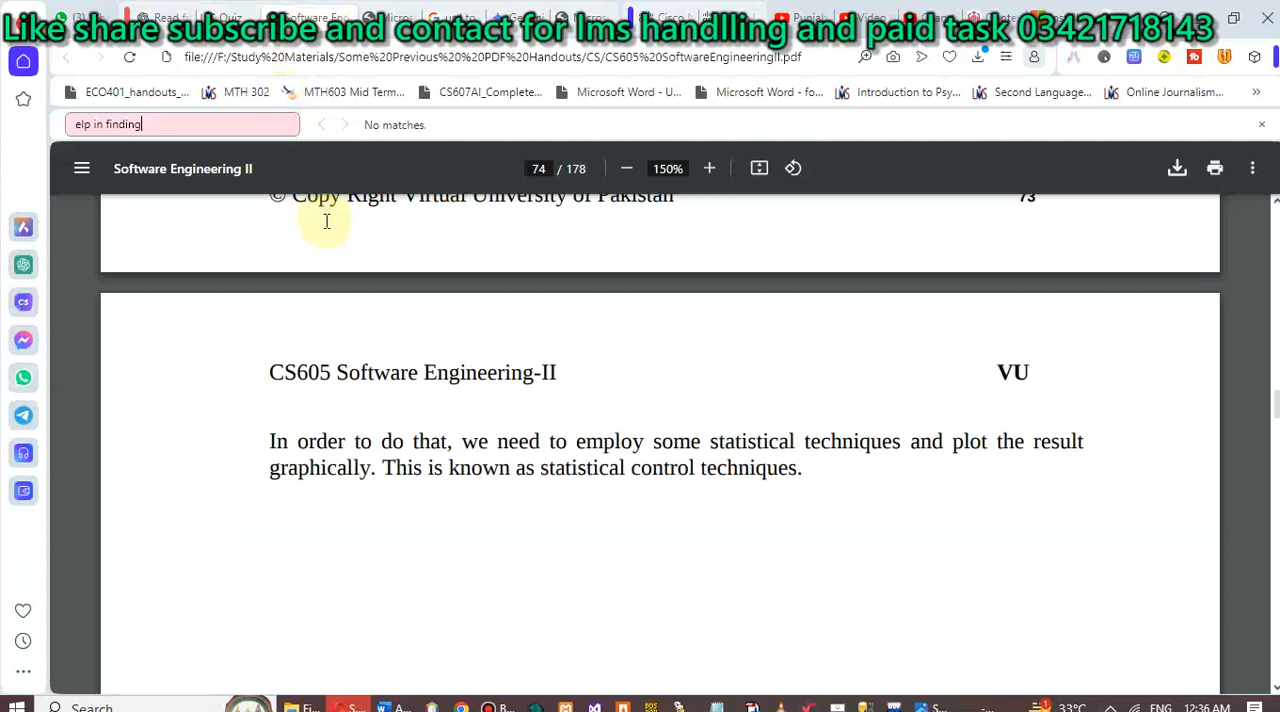 Like share subscribe and contact for lms handlling and paid task 03421718143
file:///F:/Study%20Materials/Some%20Previous%20%20PDF%20Handouts/CS/CS605%20SoftwareEngineeringII.pdf
ECO401_handouts_... MTH 302 MTH603 Mid Term... CS607AI_Complete... Microsoft Word - U... Microsoft Word - fo... Introduction to Psy... Second Language... Online Journalism... »
elp in finding No matches.
Software Engineering II 74 / 178 150%
© Copy Right Virtual University of Pakistan 73
CS605 Software Engineering-II VU
In order to do that, we need to employ some statistical techniques and plot the result
graphically. This is known as statistical control techniques.
Search 33°C ENG 12:36 AM